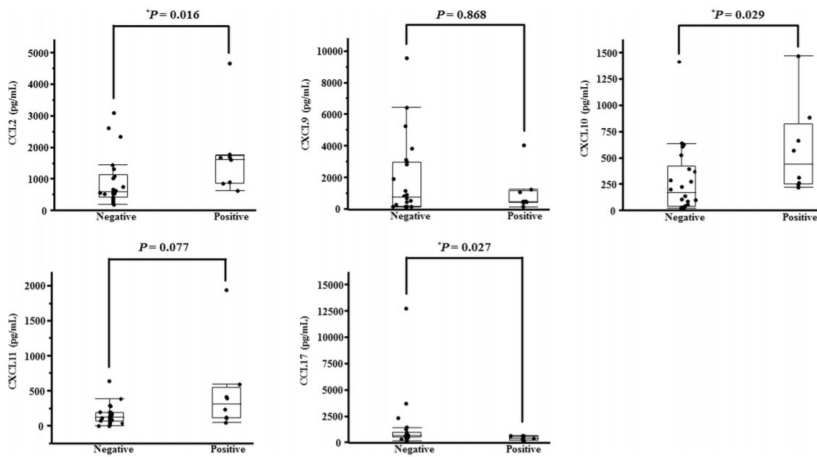 *P = 0.016
CCL2 (pg/mL)
5000
4000
3000
2000
1000
0
Negative
Positive
P = 0.868
CXCL9 (pg/mL)
10000
8000
6000
4000
2000
0
Negative
Positive
*P = 0.029
CXCL10 (pg/mL)
1500
1250
1000
750
500
250
0
Negative
Positive
P = 0.077
CXCL11 (pg/mL)
2000
1500
1000
500
0
Negative
Positive
*P = 0.027
CCL17 (pg/mL)
15000
12500
10000
7500
5000
2500
0
Negative
Positive